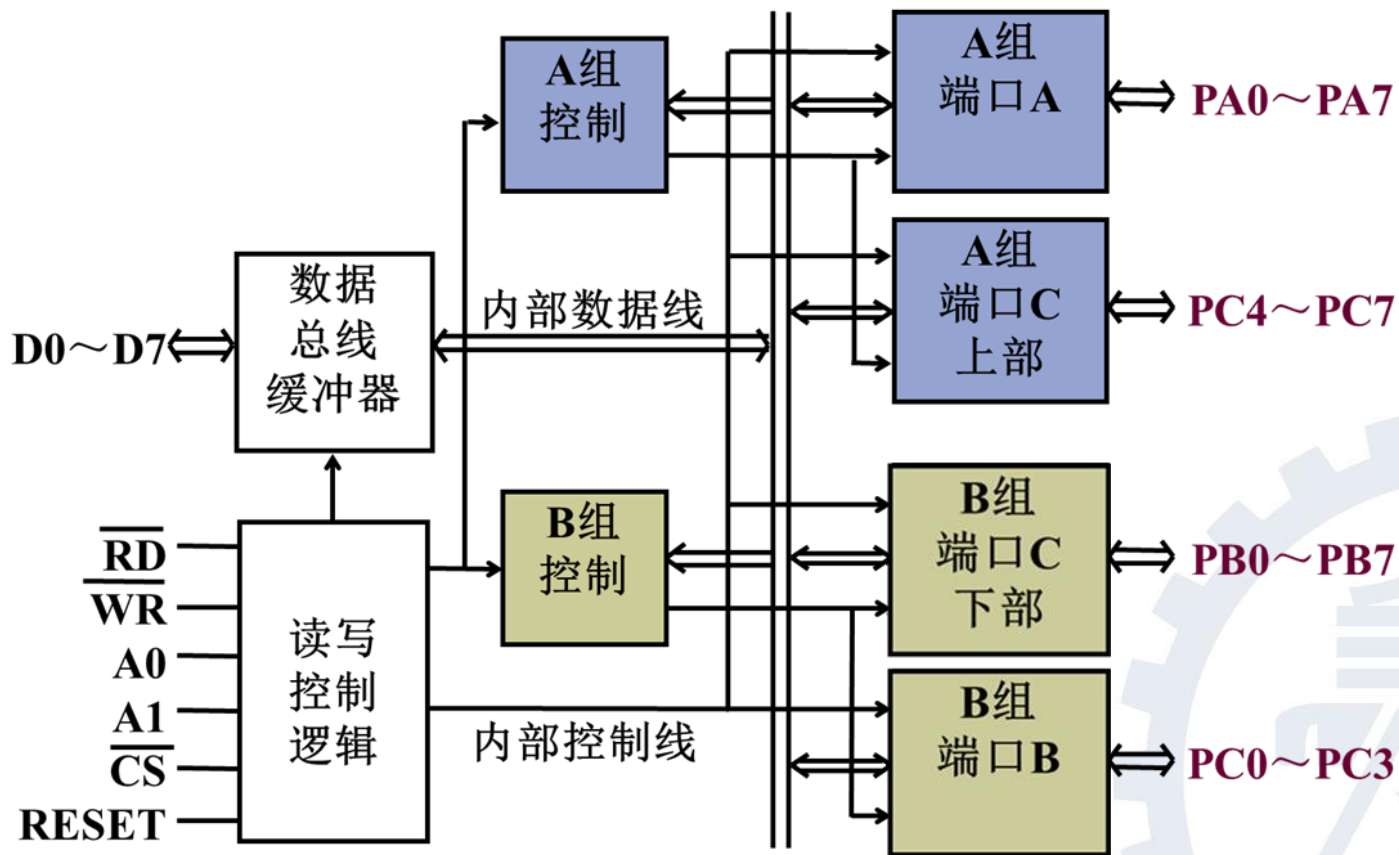 A组
控制
A组
端口A
PA0～PA7
A组
端口C
上部
PC4～PC7
数据
总线
缓冲器
D0～D7
内部数据线
B组
控制
B组
端口C
下部
PB0～PB7
RD
WR
A0
A1
CS
RESET
读写
控制
逻辑
内部控制线
B组
端口B
PC0～PC3